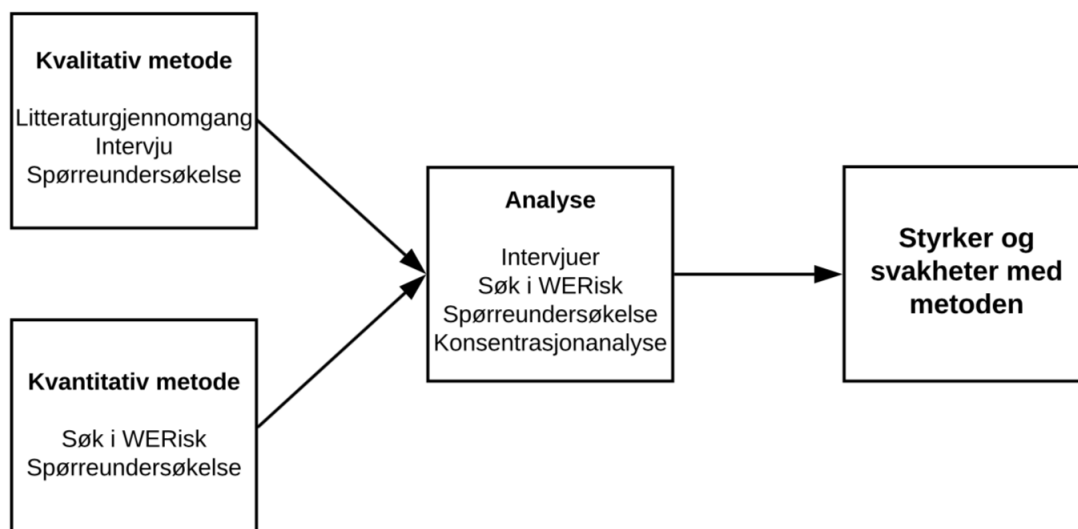 Kvalitativ metode
Litteraturgjennomgang
Intervju
Spørreundersøkelse
Kvantitativ metode
Søk i WERisk
Spørreundersøkelse
Analyse
Intervjuer
Søk i WERisk
Spørreundersøkelse
Konsentrasjonanalyse
Styrker og
svakheter med
metoden